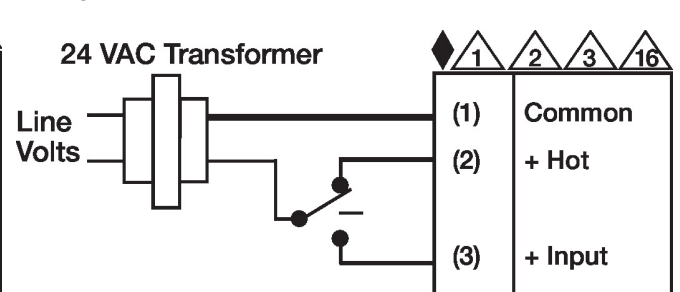 24 VAC Transformer
1 2 3 16
Line
Volts
(1) Common
(2) + Hot
(3) + Input